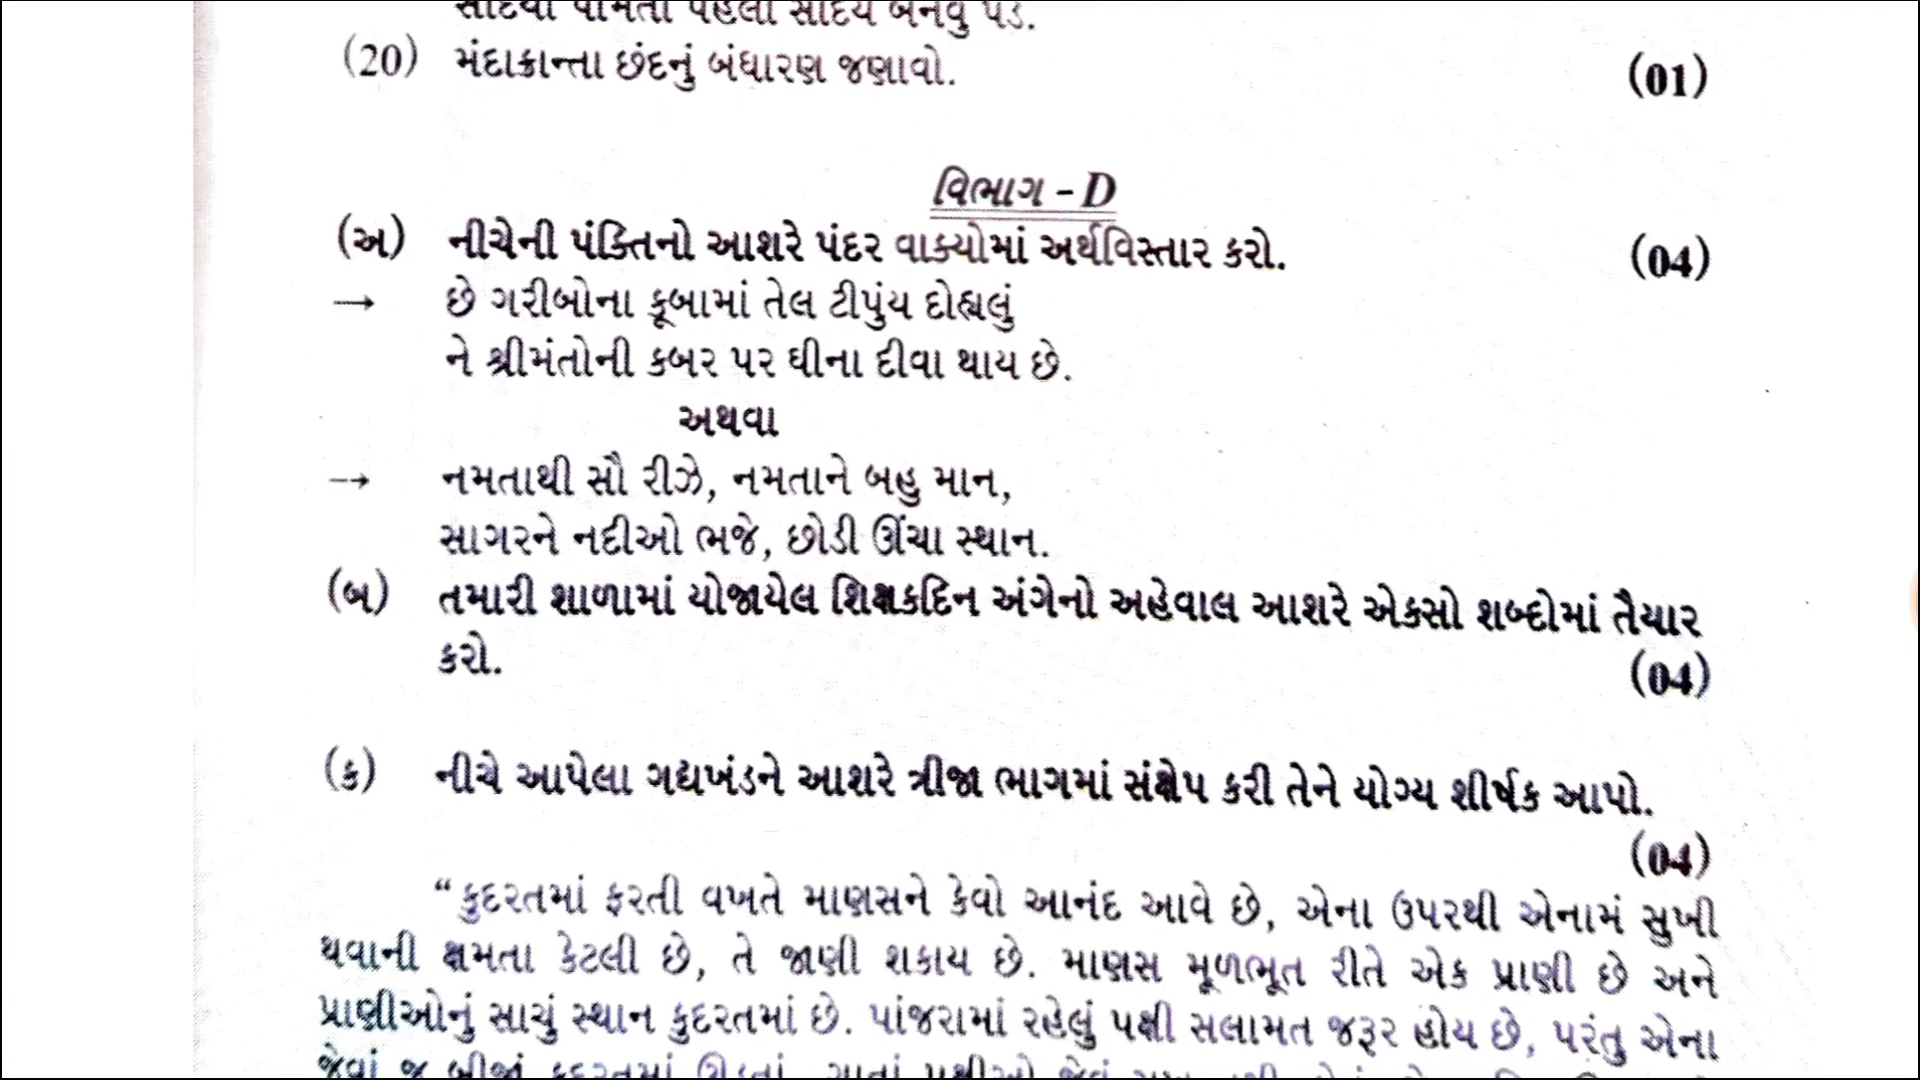 (20) મંદાક્રાન્તા છંદનું બંધારણ જણાવો. (01)
વિભાગ - D
(અ) નીચેની પંક્તિનો આશરે પંદર વાક્યોમાં અર્થવિસ્તાર કરો. (04)
→ છે ગરીબોના કૂબામાં તેલ ટીપુંય દોહ્યલું
ને શ્રીમંતોની કબર પર ઘીના દીવા થાય છે.
અથવા
→ નમતાથી સૌ રીઝે, નમતાને બહુ માન,
સાગરને નદીઓ ભજે, છોડી ઊંચા સ્થાન.
(બ) તમારી શાળામાં યોજાયેલ શિક્ષકદિન અંગેનો અહેવાલ આશરે એકસો શબ્દોમાં તૈયાર
કરો. (04)
(ક) નીચે આપેલા ગદ્યખંડને આશરે ત્રીજા ભાગમાં સંક્ષેપ કરી તેને યોગ્ય શીર્ષક આપો.
(04)
“કુદરતમાં ફરતી વખતે માણસને કેવો આનંદ આવે છે, એના ઉપરથી એનામં સુખી
થવાની ક્ષમતા કેટલી છે, તે જાણી શકાય છે. માણસ મૂળભૂત રીતે એક પ્રાણી છે અને
પ્રાણીઓનું સાચું સ્થાન કુદરતમાં છે. પાંજરામાં રહેલું પક્ષી સલામત જરૂર હોય છે, પરંતુ એના